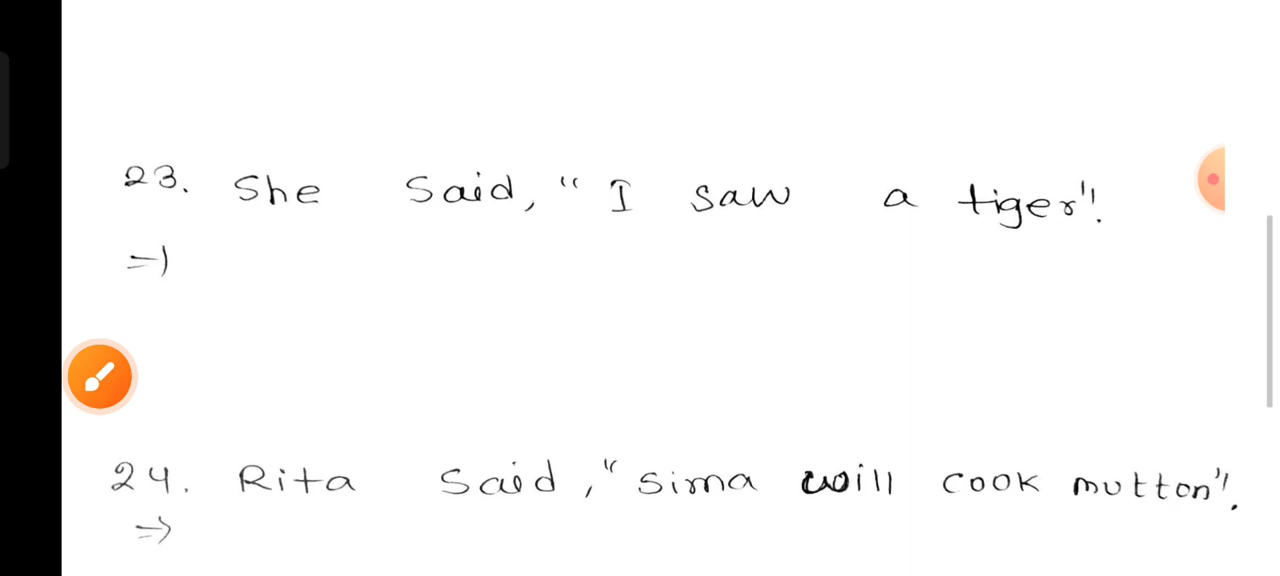 23. She Said, "I saw a tiger".
=)
24. Rita Said, "sima will cook mutton".
=>